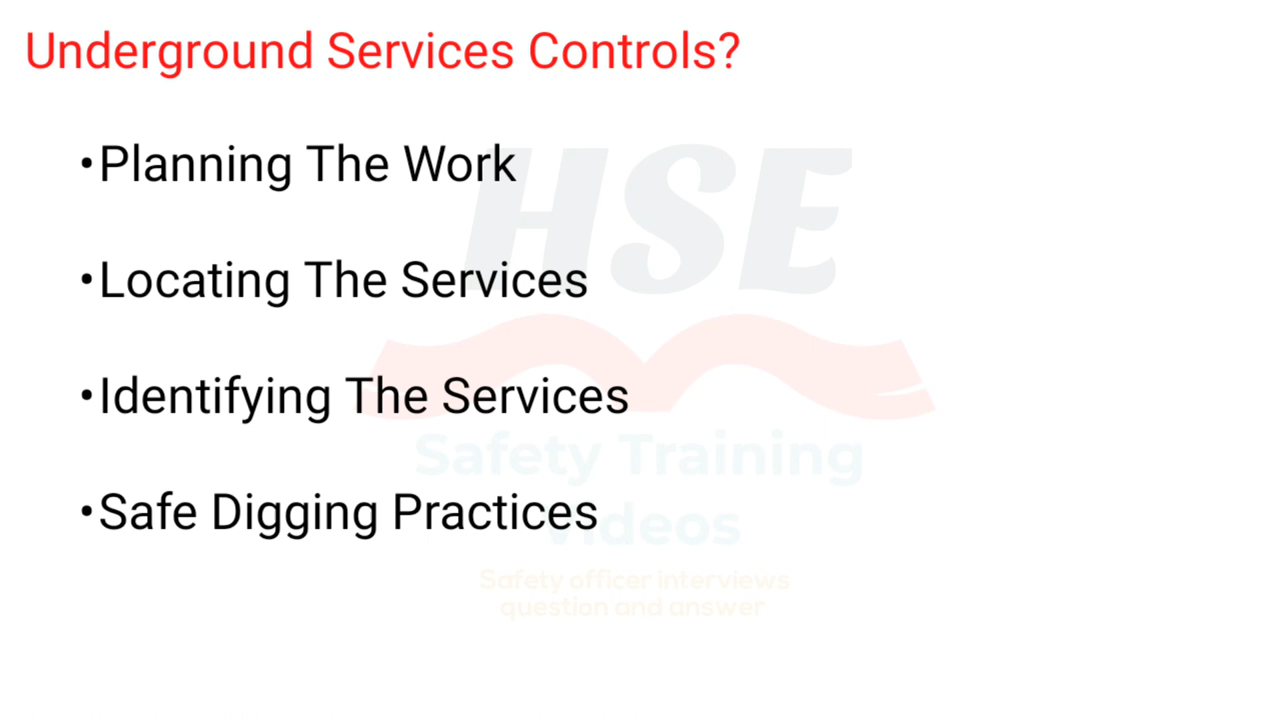 Underground Services Controls?
•Planning The Work
HSE
•Locating The Services
•Identifying The Services
Safety Training
•Safe Digging Practices
Videos
Safety officer interviews
question and answer